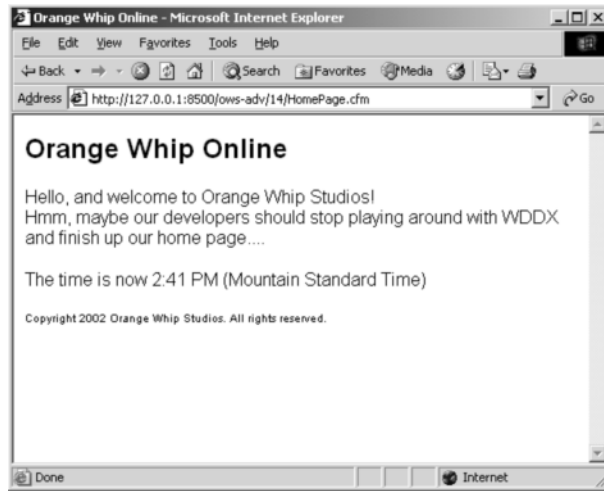 Orange Whip Online - Microsoft Internet Explorer
File Edit View Favorites Tools Help
Back Search Favorites Media
Address http://127.0.0.1:8500/ows-adv/14/HomePage.cfm Go
Orange Whip Online
Hello, and welcome to Orange Whip Studios!
Hmm, maybe our developers should stop playing around with WDDX
and finish up our home page....
The time is now 2:41 PM (Mountain Standard Time)
Copyright 2002 Orange Whip Studios. All rights reserved.
Done Internet